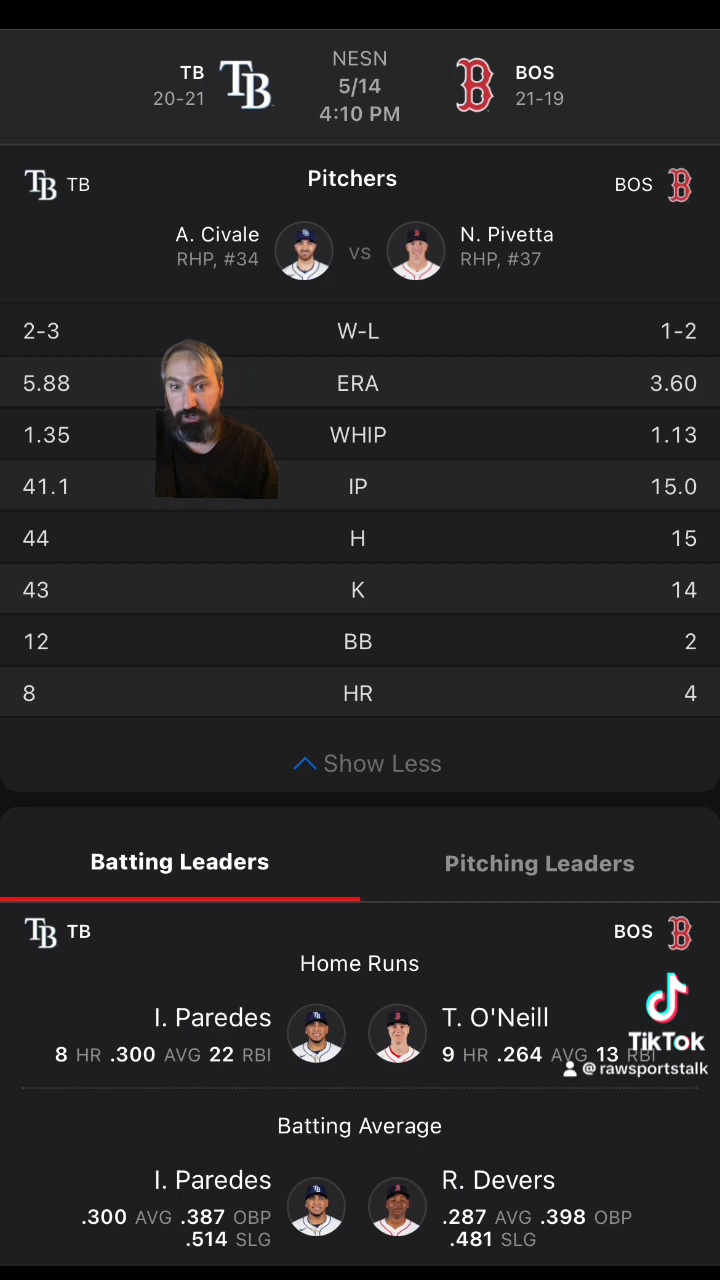 TB
20-21
TB
NESN
5/14
4:10 PM
B
BOS
21-19
TB TB
Pitchers
BOS B
A. Civale
RHP, #34
vs
N. Pivetta
RHP, #37
2-3 W-L 1-2
5.88 ERA 3.60
1.35 WHIP 1.13
41.1 IP 15.0
44 H 15
43 K 14
12 BB 2
8 HR 4
Show Less
Batting Leaders
Pitching Leaders
TB TB
BOS B
Home Runs
I. Paredes
8 HR .300 AVG 22 RBI
T. O'Neill
9 HR .264 AVG 13 RBI
TikTok
@rawsportstalk
Batting Average
I. Paredes
.300 AVG .387 OBP
.514 SLG
R. Devers
.287 AVG .398 OBP
.481 SLG